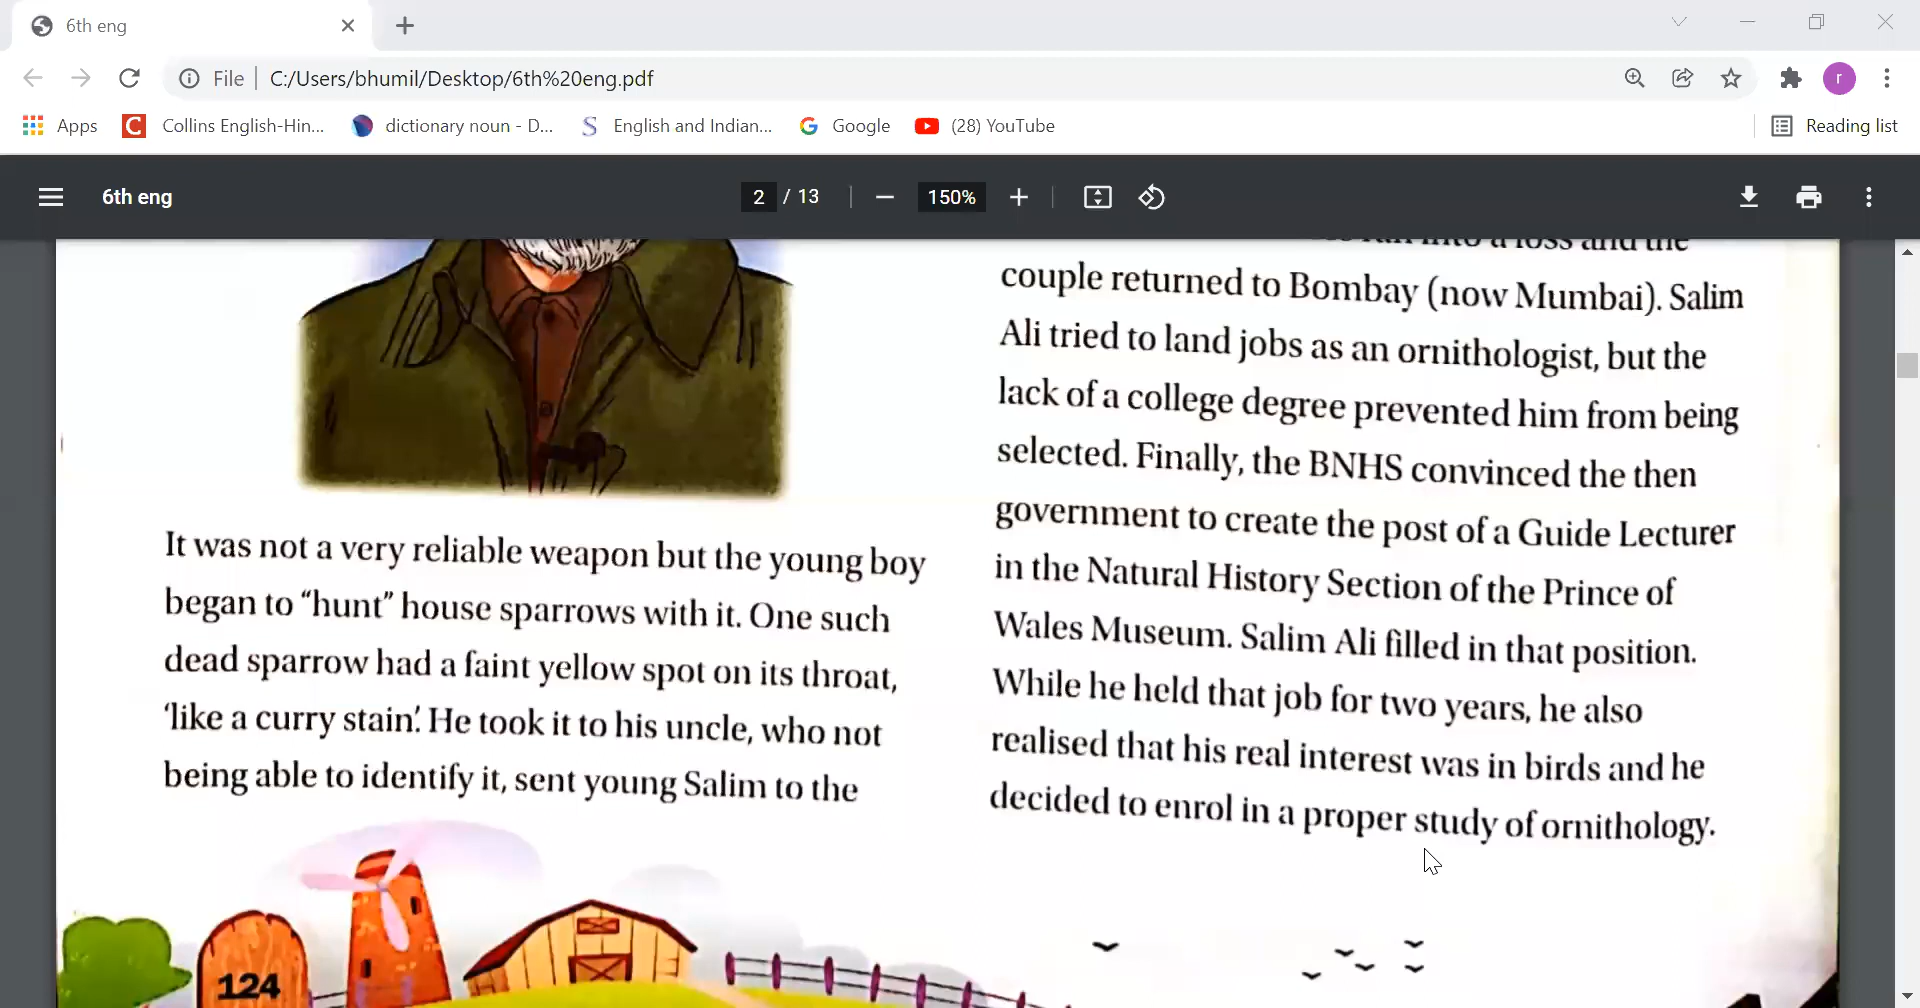 6th eng
File
C:/Users/bhumil/Desktop/6th%20eng.pdf
r
Apps
Collins English-Hin...
dictionary noun - D...
English and Indian...
Google
(28) YouTube
Reading list
6th eng
2 / 13
150%
It was not a very reliable weapon but the young boy
began to “hunt” house sparrows with it. One such
dead sparrow had a faint yellow spot on its throat,
‘like a curry stain’. He took it to his uncle, who not
being able to identify it, sent young Salim to the
124
into a loss and the
couple returned to Bombay (now Mumbai). Salim
Ali tried to land jobs as an ornithologist, but the
lack of a college degree prevented him from being
selected. Finally, the BNHS convinced the then
government to create the post of a Guide Lecturer
in the Natural History Section of the Prince of
Wales Museum. Salim Ali filled in that position.
While he held that job for two years, he also
realised that his real interest was in birds and he
decided to enrol in a proper study of ornithology.